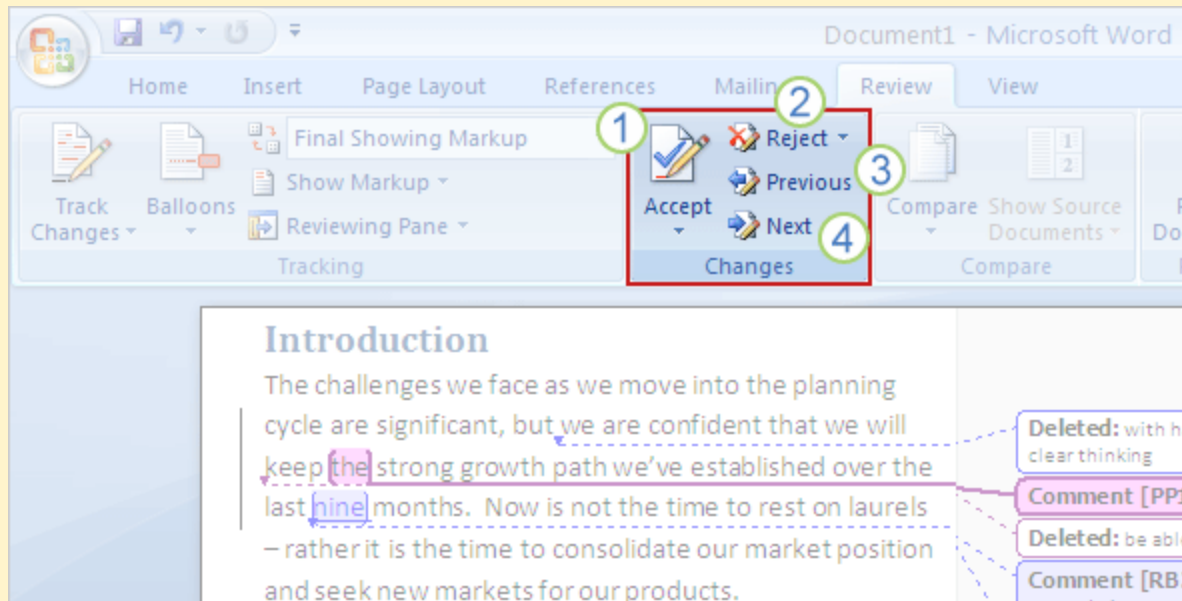 Document1 - Microsoft Word
Home Insert Page Layout References Mailin Review View
1
2
3
4
Final Showing Markup
Show Markup
Reviewing Pane
Track Changes
Balloons
Tracking
Accept
Reject
Previous
Next
Changes
Compare
Show Source Documents
1
2
Compare
Introduction
The challenges we face as we move into the planning
cycle are significant, but we are confident that we will
keep the strong growth path we've established over the
last nine months. Now is not the time to rest on laurels
– rather it is the time to consolidate our market position
and seek new markets for our products.
Deleted: with h
clear thinking
Comment [PP1
Deleted: be abl
Comment [RB